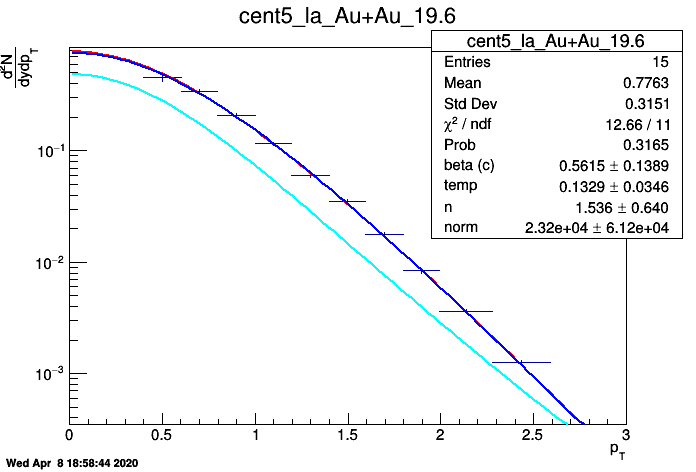 cent5_la_Au+Au_19.6
d²N
dydp_T
cent5_la_Au+Au_19.6
Entries 15
Mean 0.7763
Std Dev 0.3151
χ² / ndf 12.66 / 11
Prob 0.3165
beta (c) 0.5615 ± 0.1389
temp 0.1329 ± 0.0346
n 1.536 ± 0.640
norm 2.32e+04 ± 6.12e+04
10⁻¹
10⁻²
10⁻³
0 0.5 1 1.5 2 2.5 3
p_T
Wed Apr 8 18:58:44 2020